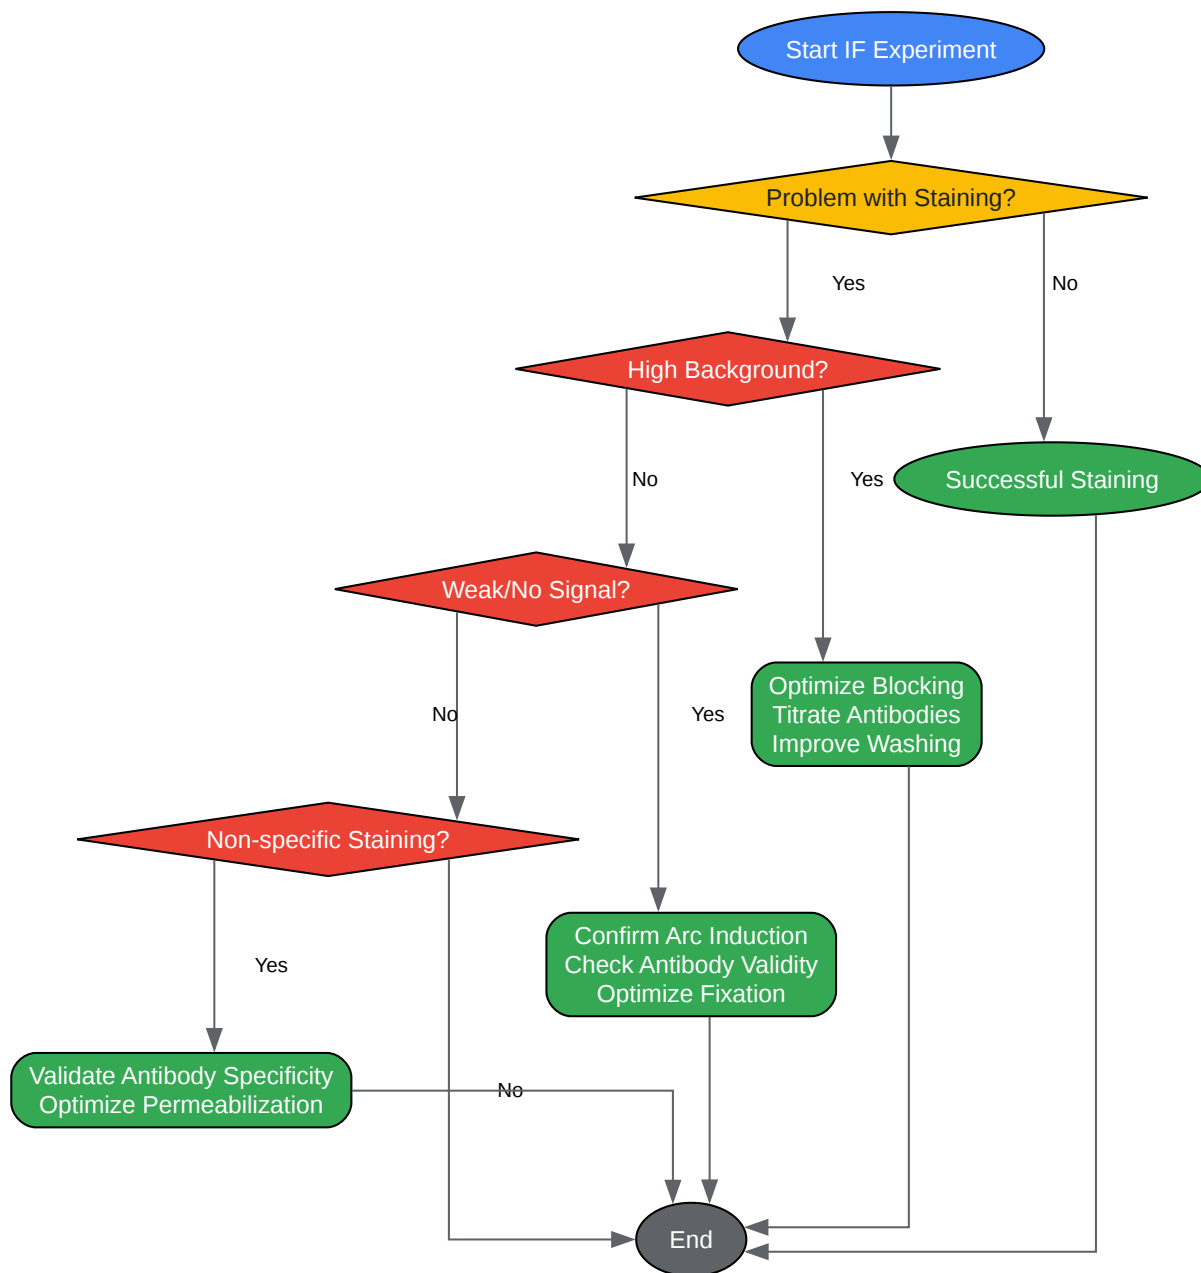 Start IF Experiment
Problem with Staining?
Yes
No
High Background?
No
Yes
Successful Staining
Weak/No Signal?
Optimize Blocking
Titrate Antibodies
Improve Washing
No
Yes
Non-specific Staining?
Confirm Arc Induction
Check Antibody Validity
Optimize Fixation
Yes
Validate Antibody Specificity
Optimize Permeabilization
No
End